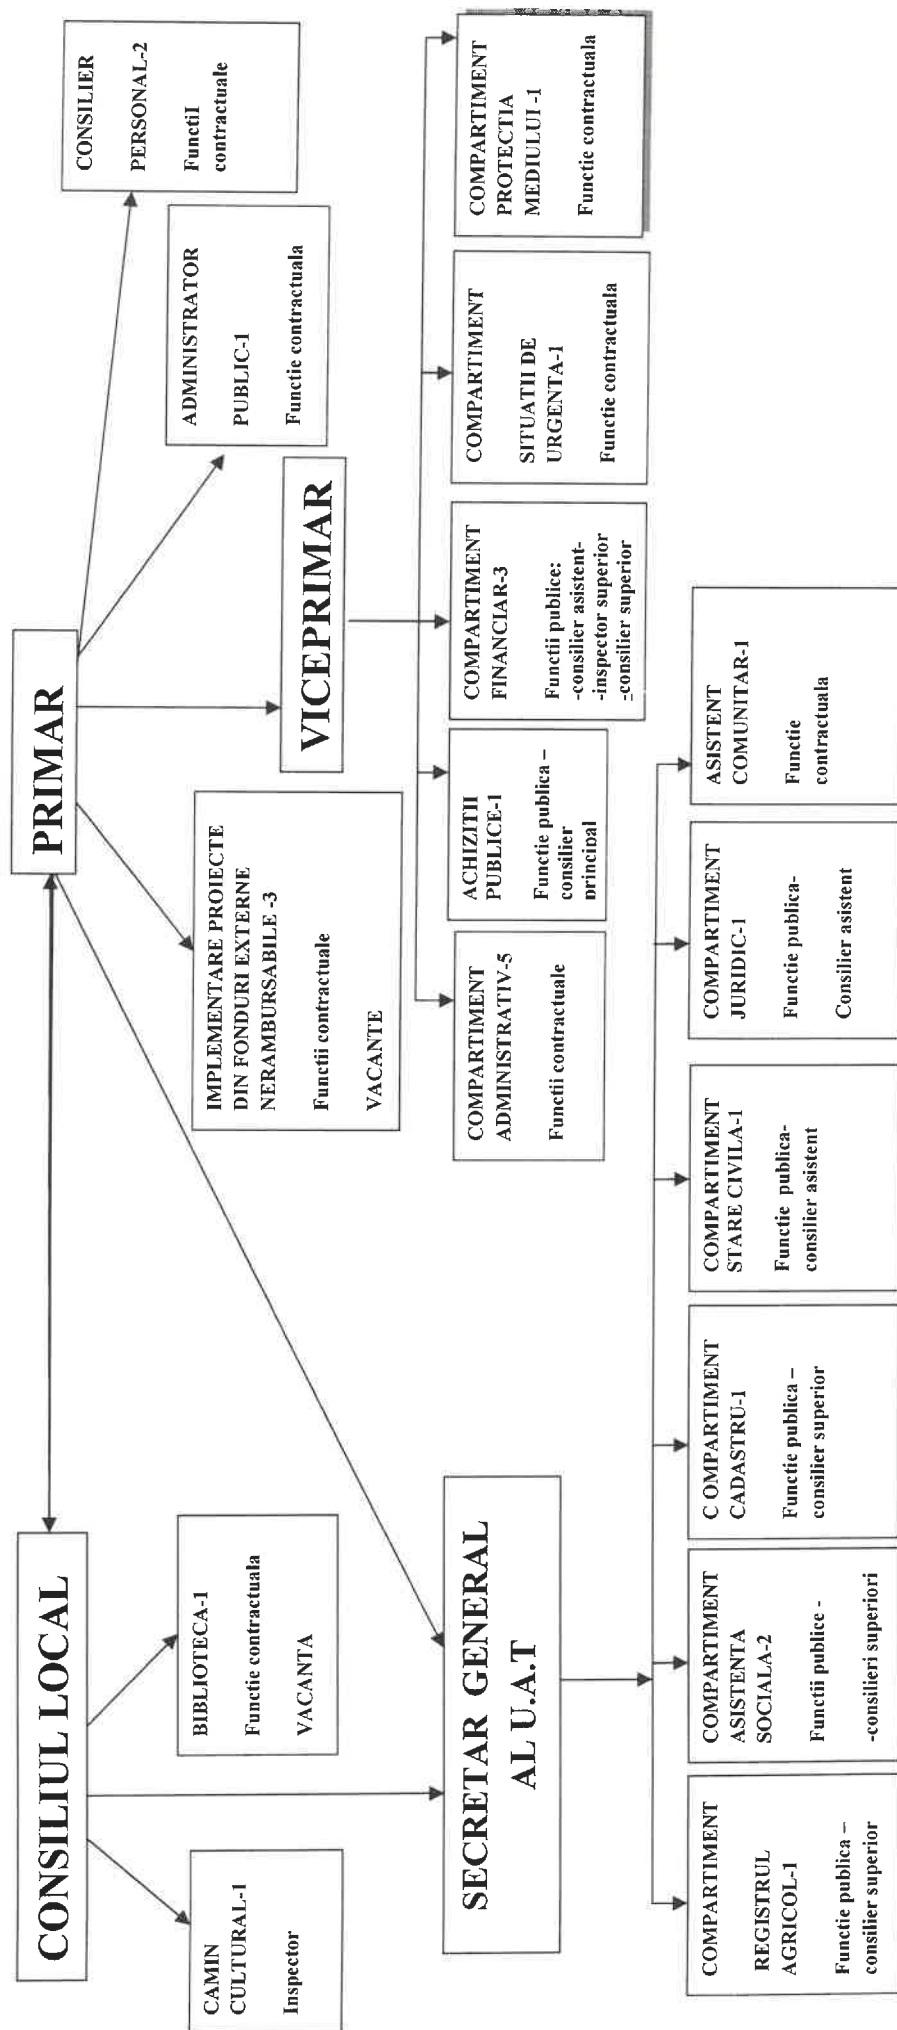 CONSILIUL LOCAL
PRIMAR
CAMIN
CULTURAL-1
Inspector
BIBLIOTECA-1
Functie contractuala
VACANTA
IMPLEMENTARE PROIECTE
DIN FONDURI EXTERNE
NERAMBURSABILE -3
Functii contractuale
VACANTE
VICEPRIMAR
ADMINISTRATOR
PUBLIC-1
Functie contractuala
CONSILIER
PERSONAL-2
FunctiI
contractuale
SECRETAR GENERAL
AL U.A.T
COMPARTIMENT
ADMINISTRATIV-5
Functii contractuale
ACHIZITII
PUBLICE-1
Functie publica –
consilier
principal
COMPARTIMENT
FINANCIAR-3
Functii publice:
-consilier asistent-
-inspector superior
-consilier superior
COMPARTIMENT
SITUATII DE
URGENTA-1
Functie contractuala
COMPARTIMENT
PROTECTIA
MEDIULUI -1
Functie contractuala
COMPARTIMENT
REGISTRUL
AGRICOL-1
Functie publica –
consilier superior
COMPARTIMENT
ASISTENTA
SOCIALA-2
Functii publice -
-consilieri superiori
C OMPARTIMENT
CADASTRU-1
Functie publica –
consilier superior
COMPARTIMENT
STARE CIVILA-1
Functie publica-
consilier asistent
COMPARTIMENT
JURIDIC-1
Functie publica-
Consilier asistent
ASISTENT
COMUNITAR-1
Functie
contractuala